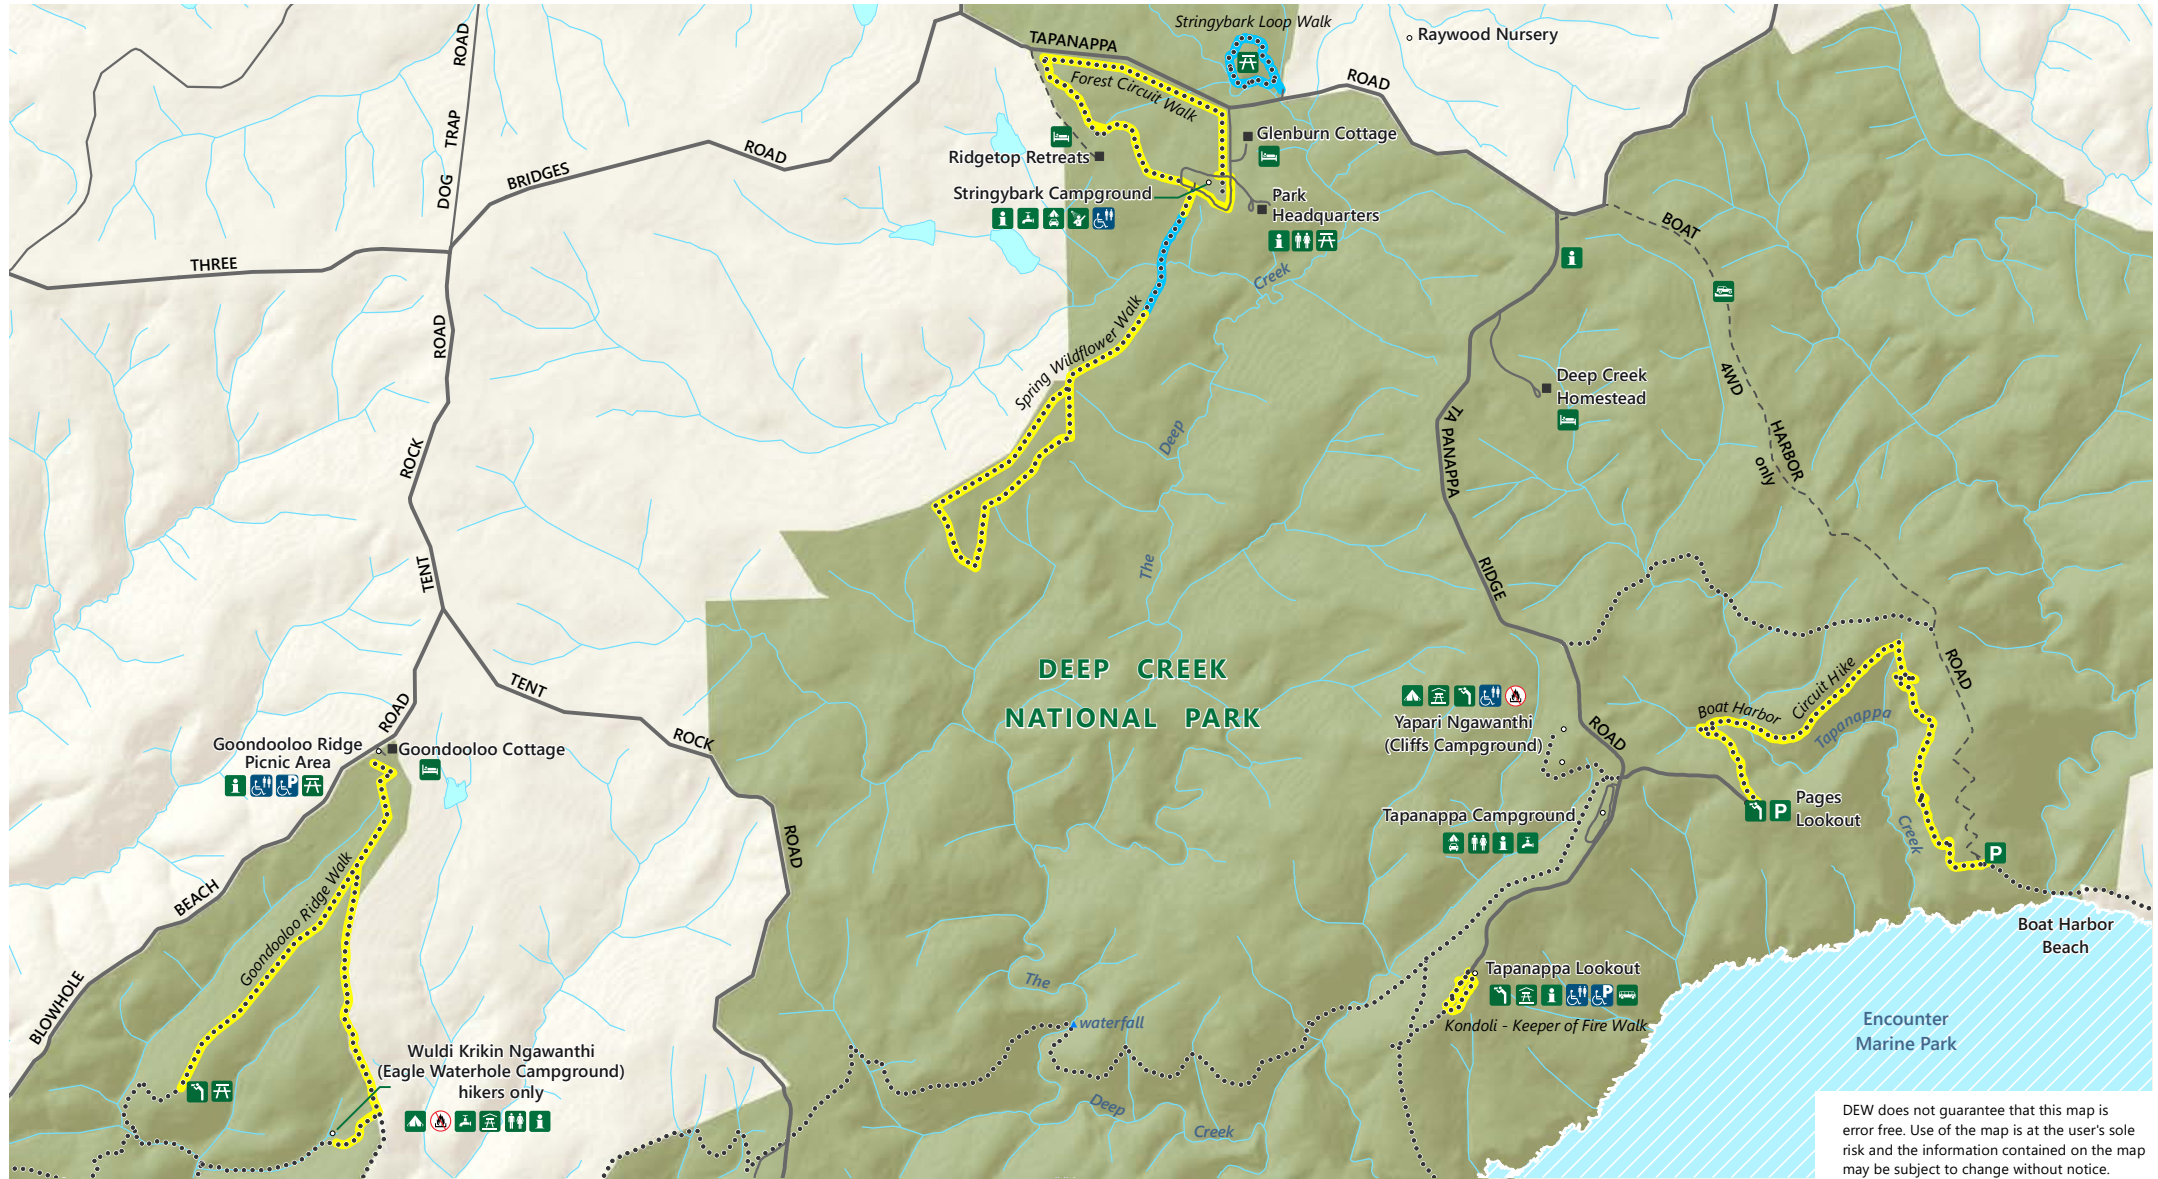 Stringybark Loop Walk
Raywood Nursery
TAPANAPPA
ROAD
Forest Circuit Walk
ROAD
DOG TRAP
BRIDGES
ROAD
THREE
Glenburn Cottage
Ridgetop Retreats
Stringybark Campground
Park
Headquarters
Creek
BOAT
4WD
only
HARBOR
ROAD
Spring Wildflower Walk
Deep Creek
Homestead
ROAD
ROCK
TENT
The
Deep
TA PANAPPA
RIDGE
ROAD
DEEP CREEK
NATIONAL PARK
Yapari Ngawanthi
(Cliffs Campground)
Boat Harbor
Circuit Hike
Tapanappa
Creek
Pages
Lookout
P
P
Tapanappa Campground
TENT
ROCK
ROAD
ROAD
Goondooloo Ridge
Picnic Area
Goondooloo Cottage
BEACH
BLOWHOLE
Goondooloo Ridge Walk
Boat Harbor
Beach
Tapanappa Lookout
Kondoli - Keeper of Fire Walk
The
waterfall
Deep
Creek
Encounter
Marine Park
Wuldi Krikin Ngawanthi
(Eagle Waterhole Campground)
hikers only
DEW does not guarantee that this map is
error free. Use of the map is at the user's sole
risk and the information contained on the map
may be subject to change without notice.